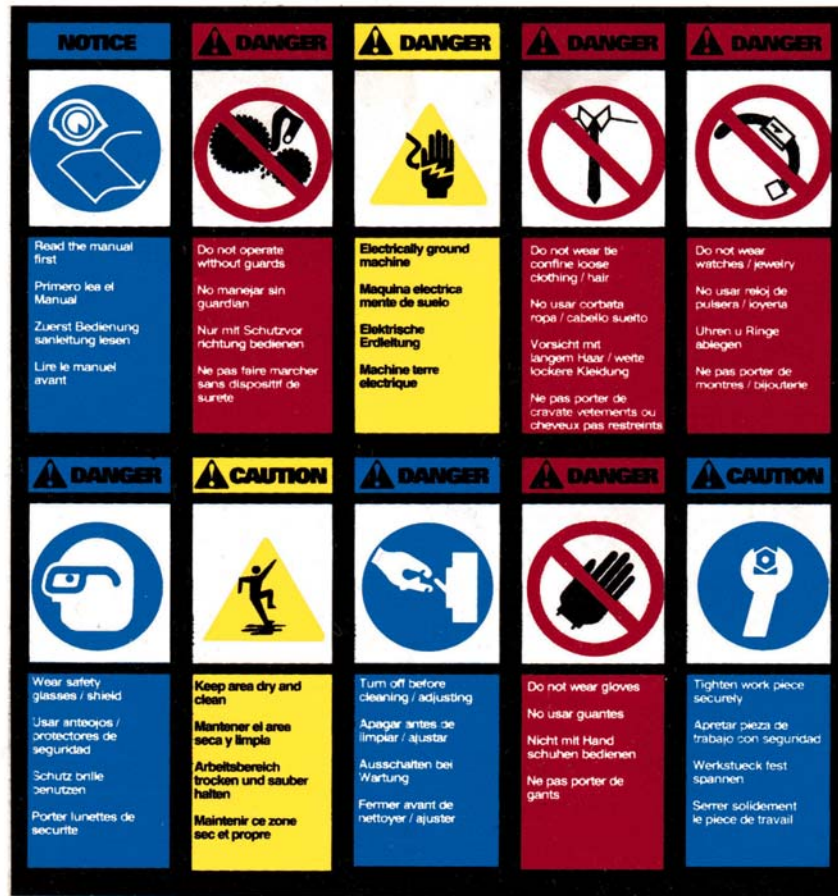 NOTICE
Read the manual
first
Primero lea el
Manual
Zuerst Bedienung
sanleitung lesen
Lire le manuel
avant
DANGER
Do not operate
without guards
No manejar sin
guardian
Nur mit Schutzvor
richtung bedienen
Ne pas faire marcher
sans dispositif de
surete
DANGER
Electrically ground
machine
Maquina electrica
mente de suelo
Elektrische
Erdleitung
Machine terre
electrique
DANGER
Do not wear tie
confine loose
clothing / hair
No usar corbata
ropa / cabello suelto
Vorsicht mit
langem Haar / weite
lockere Kleidung
Ne pas porter de
cravate vetements ou
cheveux pas restreints
DANGER
Do not wear
watches / jewelry
No usar reloj de
pulsera / joyeria
Uhren u Ringe
ablegen
Ne pas porter de
montres / bijouterie
DANGER
Wear safety
glasses / shield
Usar anteojos /
protectores de
seguridad
Schutz brille
benutzen
Porter lunettes de
securite
CAUTION
Keep area dry and
clean
Mantener el area
seca y limpia
Arbeitsbereich
trocken und sauber
halten
Maintenir ce zone
sec et propre
DANGER
Turn off before
cleaning / adjusting
Apagar antes de
limpiar / ajustar
Ausschalten bei
Wartung
Fermer avant de
nettoyer / ajuster
DANGER
Do not wear gloves
No usar guantes
Nicht mit Hand
schuhen bedienen
Ne pas porter de
gants
CAUTION
Tighten work piece
securely
Apretar pieza de
trabajo con seguridad
Werkstueck fest
spannen
Serrer solidement
le piece de travail